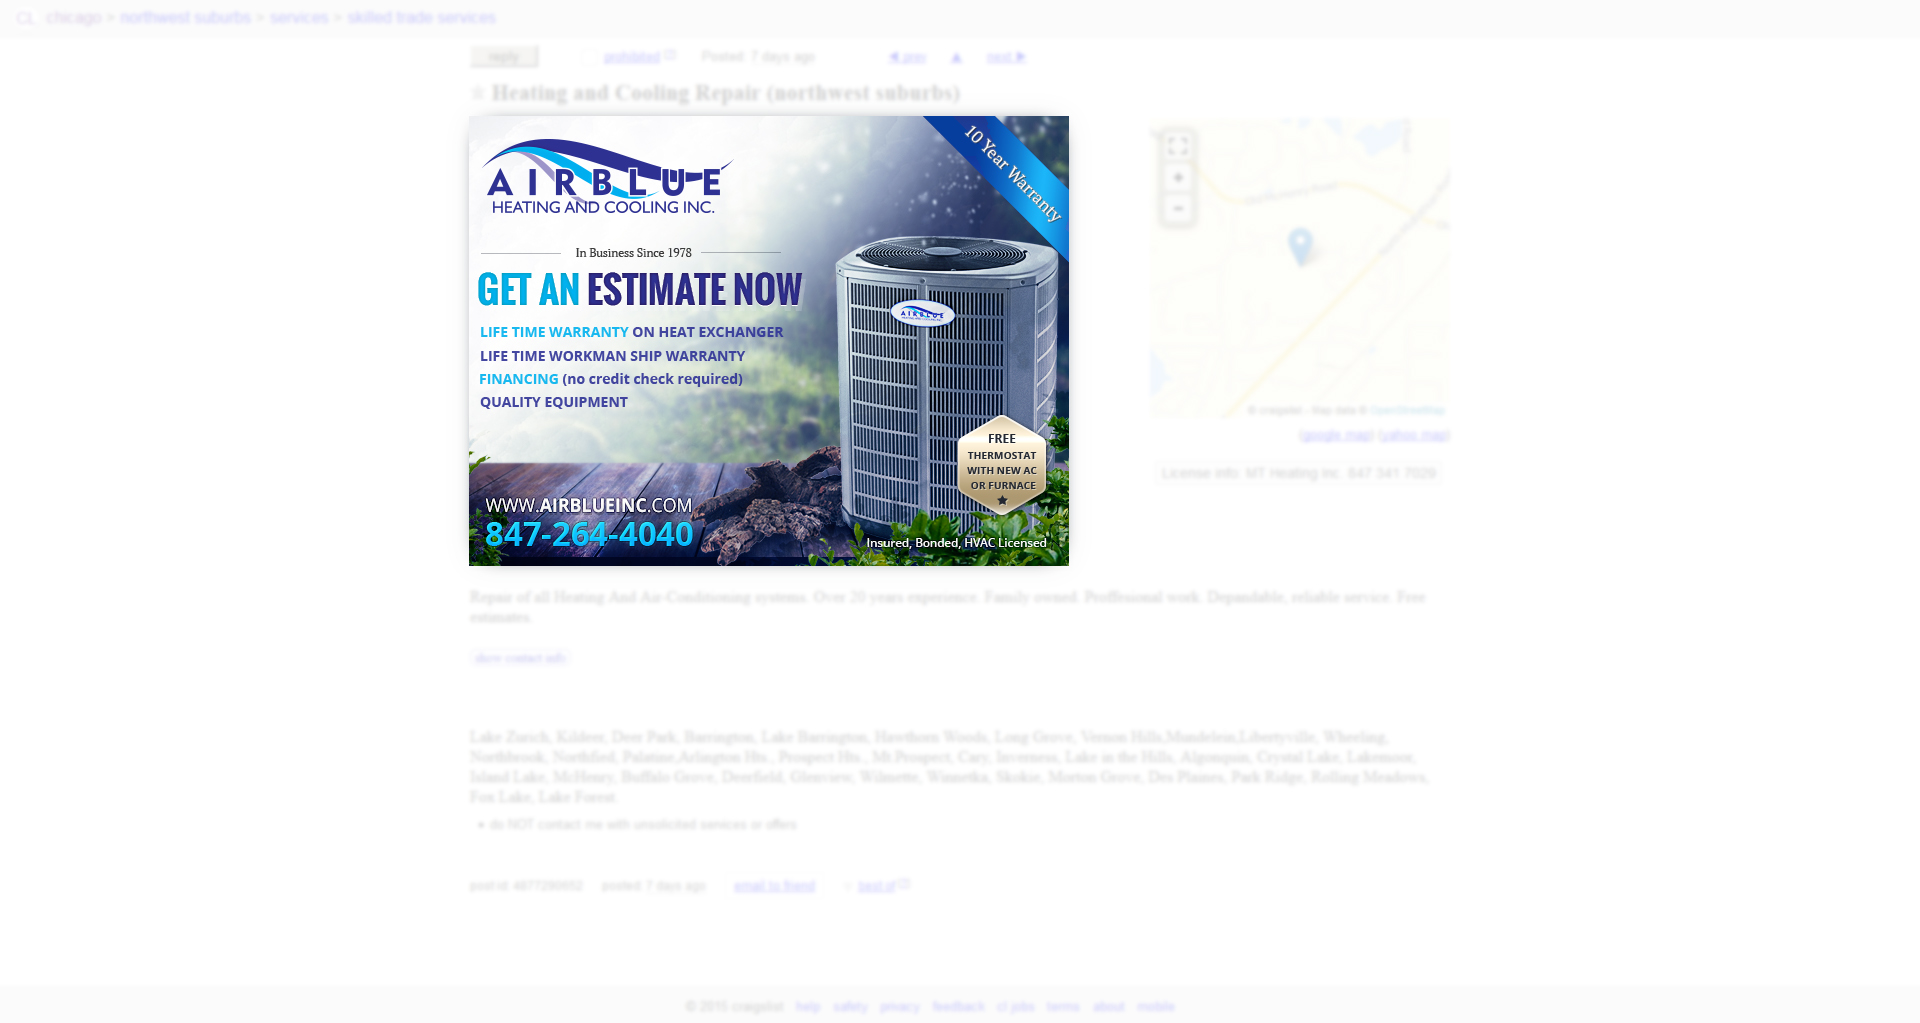 chicago > northwest suburbs > services > skilled trade services
reply
prohibited
Posted: 7 days ago
◀ prev
▲
next ▶
☆ Heating and Cooling Repair (northwest suburbs)
10 Year Warranty
AIRBLUE
HEATING AND COOLING INC.
In Business Since 1978
GET AN ESTIMATE NOW
LIFE TIME WARRANTY ON HEAT EXCHANGER
LIFE TIME WORKMAN SHIP WARRANTY
FINANCING (no credit check required)
QUALITY EQUIPMENT
AIRBLUE
FREE
THERMOSTAT
WITH NEW AC
OR FURNACE
WWW.AIRBLUEINC.COM
847-264-4040
Insured, Bonded, HVAC Licensed
+
−
© craigslist - Map data © OpenStreetMap
(google map) (yahoo map)
License info: MT Heating inc. 847 341 7029
Repair of all Heating And Air-Conditioning systems. Over 20 years experience. Family owned. Proffesional work. Depandable, reliable service. Free
estimates.
show contact info
Lake Zurich, Kildeer, Deer Park, Barrington, Lake Barrington, Hawthorn Woods, Long Grove, Vernon Hills,Mundelein,Libertyville, Wheeling,
Northbrook, Northfied, Palatine,Arlington Hts., Prospect Hts., Mt.Prospect, Cary, Inverness, Lake in the Hills, Algonquin, Crystal Lake, Lakemoor,
Island Lake, McHenry, Buffalo Grove, Deerfield, Glenview, Wilmette, Winnetka, Skokie, Morton Grove, Des Plaines, Park Ridge, Rolling Meadows,
Fox Lake, Lake Forest.
• do NOT contact me with unsolicited services or offers
post id:
posted: 7 days ago
email to friend
best of
© 2015 craigslist
help
safety
privacy
feedback
cl jobs
terms
about
mobile